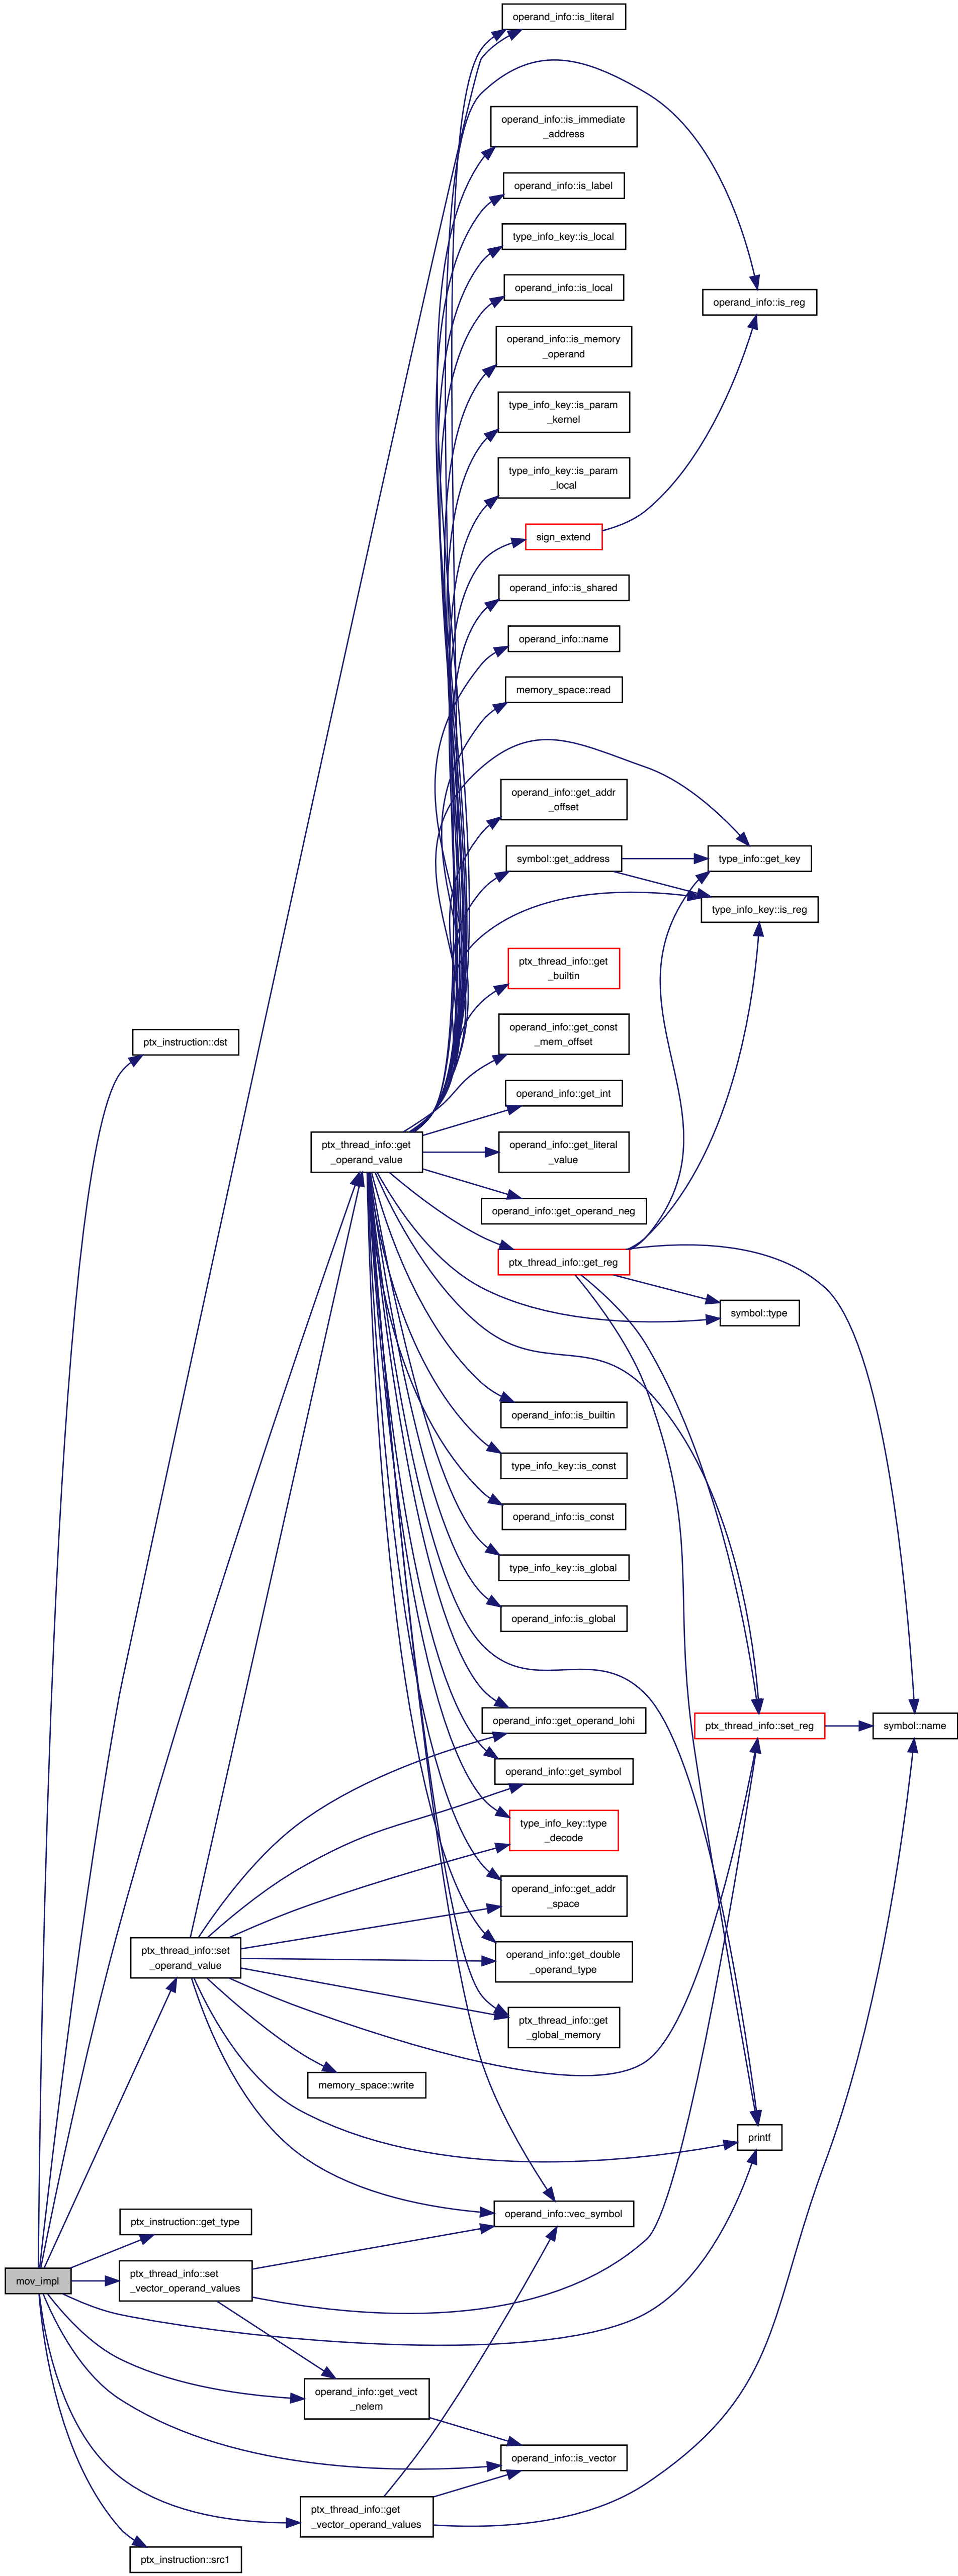 operand_info::is_literal
operand_info::is_immediate
_address
operand_info::is_label
type_info_key::is_local
operand_info::is_local
operand_info::is_reg
operand_info::is_memory
_operand
type_info_key::is_param
_kernel
type_info_key::is_param
_local
sign_extend
operand_info::is_shared
operand_info::name
memory_space::read
operand_info::get_addr
_offset
symbol::get_address
type_info::get_key
type_info_key::is_reg
ptx_thread_info::get
_builtin
operand_info::get_const
_mem_offset
ptx_instruction::dst
operand_info::get_int
ptx_thread_info::get
_operand_value
operand_info::get_literal
_value
operand_info::get_operand_neg
ptx_thread_info::get_reg
symbol::type
operand_info::is_builtin
type_info_key::is_const
operand_info::is_const
type_info_key::is_global
operand_info::is_global
operand_info::get_operand_lohi
ptx_thread_info::set_reg
symbol::name
operand_info::get_symbol
type_info_key::type
_decode
operand_info::get_addr
_space
ptx_thread_info::set
_operand_value
operand_info::get_double
_operand_type
ptx_thread_info::get
_global_memory
memory_space::write
printf
operand_info::vec_symbol
ptx_instruction::get_type
mov_impl
ptx_thread_info::set
_vector_operand_values
operand_info::get_vect
_nelem
operand_info::is_vector
ptx_thread_info::get
_vector_operand_values
ptx_instruction::src1